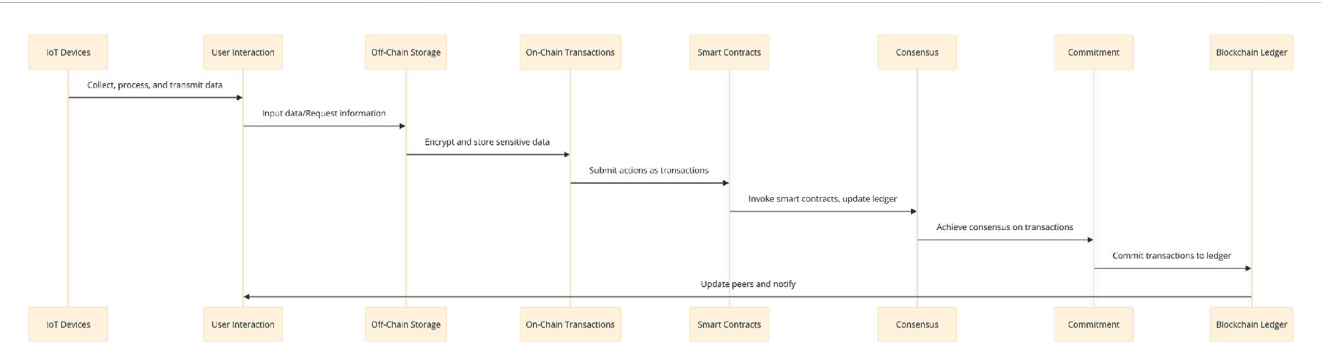 IoT Devices
User Interaction
Off-Chain Storage
On-Chain Transactions
Smart Contracts
Consensus
Commitment
Blockchain Ledger
Collect, process, and transmit data
Input data/Request information
Encrypt and store sensitive data
Submit actions as transactions
Invoke smart contracts, update ledger
Achieve consensus on transactions
Commit transactions to ledger
Update peers and notify
IoT Devices
User Interaction
Off-Chain Storage
On-Chain Transactions
Smart Contracts
Consensus
Commitment
Blockchain Ledger